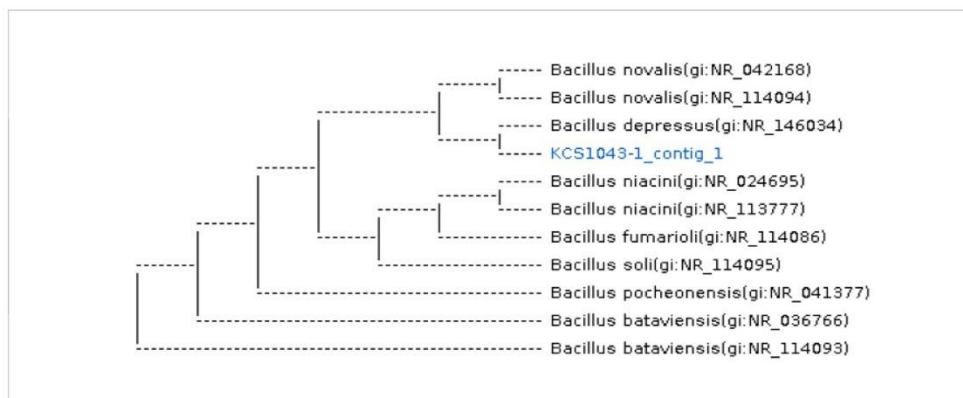 Bacillus novalis(gi:NR_042168)
Bacillus novalis(gi:NR_114094)
Bacillus depressus(gi:NR_146034)
KCS1043-1_contig_1
Bacillus niacini(gi:NR_024695)
Bacillus niacini(gi:NR_113777)
Bacillus fumarioli(gi:NR_114086)
Bacillus soli(gi:NR_114095)
Bacillus pocheonensis(gi:NR_041377)
Bacillus bataviensis(gi:NR_036766)
Bacillus bataviensis(gi:NR_114093)